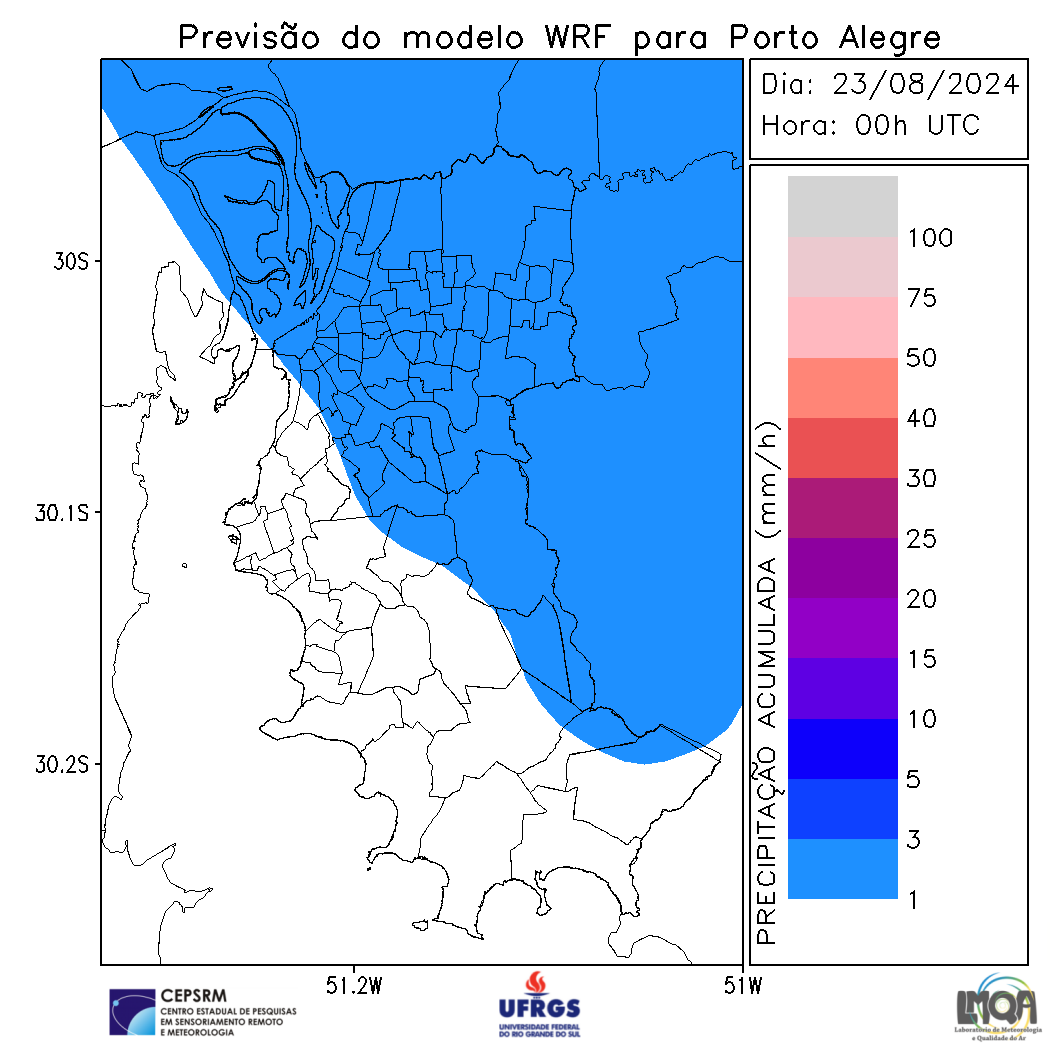 Previsão do modelo WRF para Porto Alegre
Dia: 23/08/2024
Hora: 00h UTC
30S
30.1S
30.2S
51.2W
51W
PRECIPITAÇÃO ACUMULADA (mm/h)
100
75
50
40
30
25
20
15
10
5
3
1
CEPSRM
CENTRO ESTADUAL DE PESQUISAS
EM SENSORIAMENTO REMOTO
E METEOROLOGIA
UFRGS
UNIVERSIDADE FEDERAL
DO RIO GRANDE DO SUL
LMQA
Laboratório de Meteorologia
e Qualidade do Ar